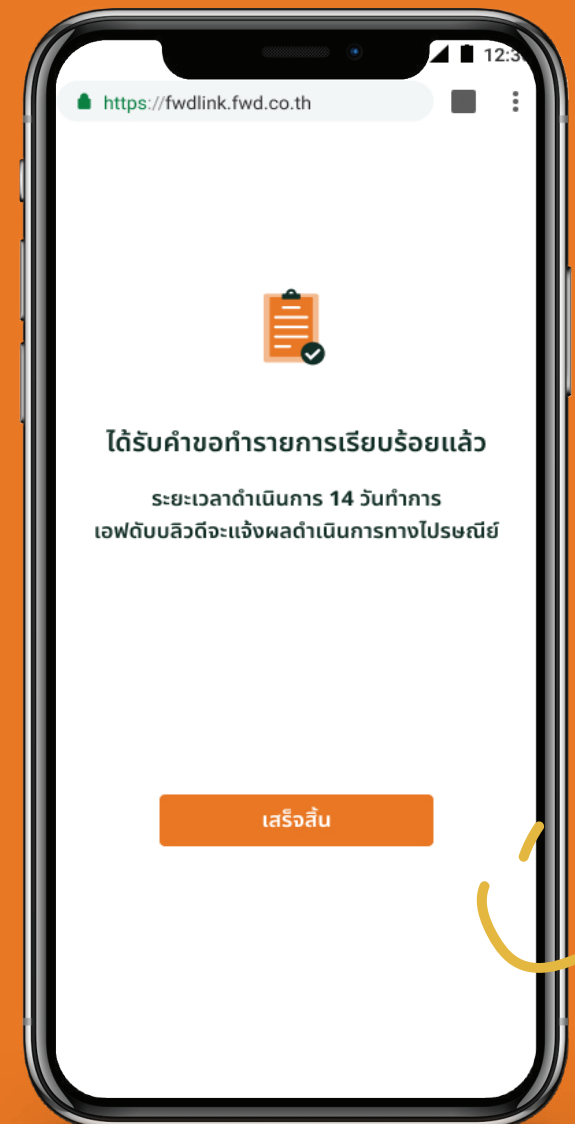 12:30
https://fwdlink.fwd.co.th
ได้รับคำขอทำรายการเรียบร้อยแล้ว
ระยะเวลาดำเนินการ 14 วันทำการ
เอฟดับบลิวดีจะแจ้งผลดำเนินการทางไปรษณีย์
เสร็จสิ้น